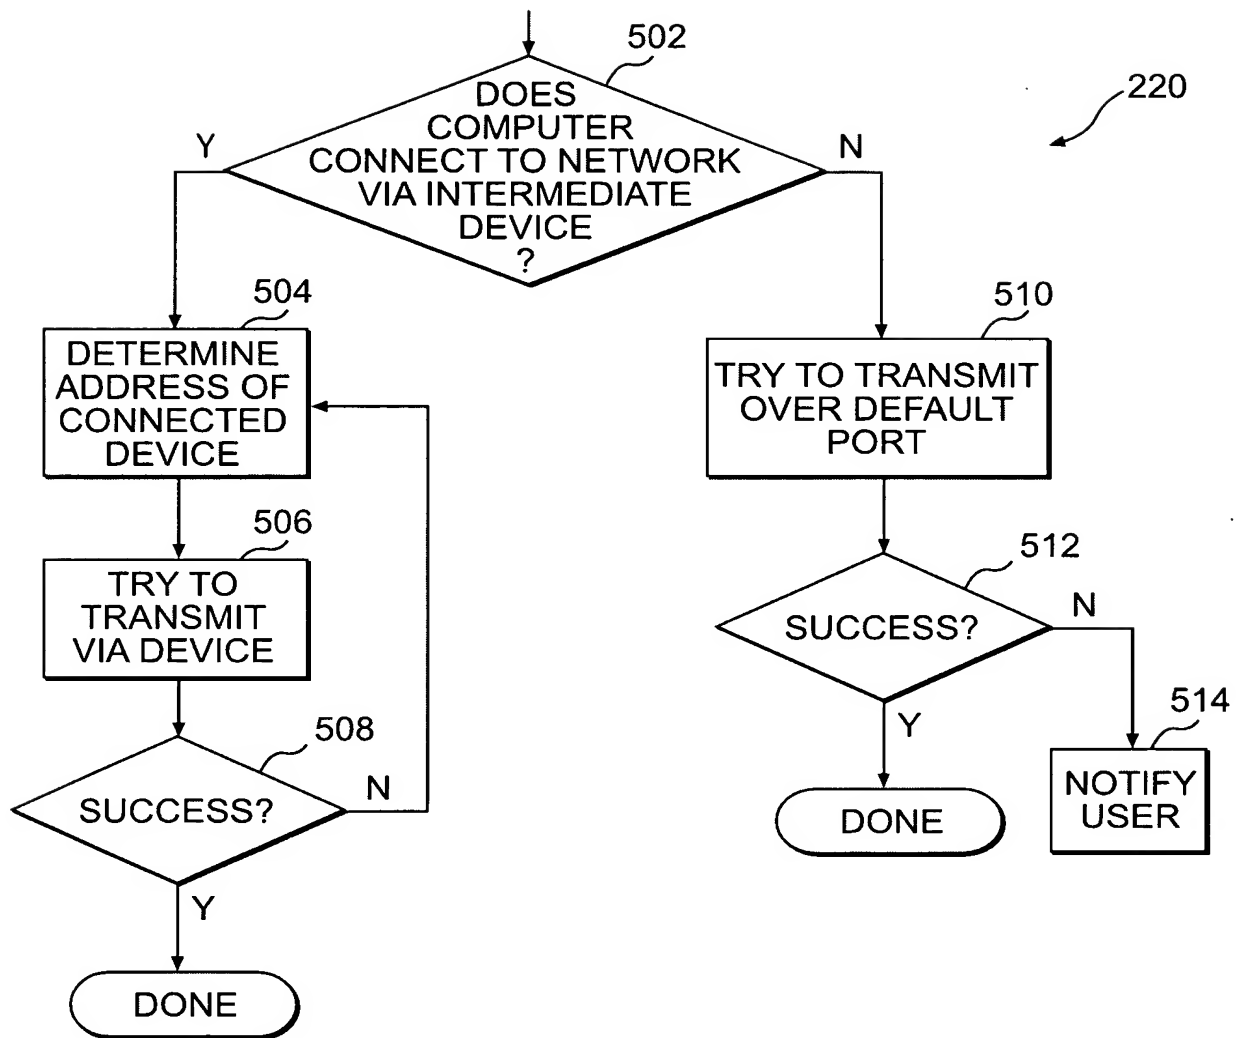 502
DOES
COMPUTER
CONNECT TO NETWORK
VIA INTERMEDIATE
DEVICE
?
220
Y
N
504
DETERMINE
ADDRESS OF
CONNECTED
DEVICE
510
TRY TO TRANSMIT
OVER DEFAULT
PORT
506
TRY TO
TRANSMIT
VIA DEVICE
512
SUCCESS?
N
Y
508
SUCCESS?
N
Y
514
NOTIFY
USER
DONE
DONE